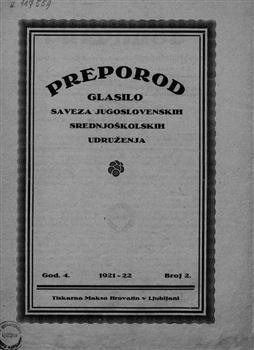 PREPOROD
GLASILO
SAVEZA JUGOSLOVENSKIH
SREDNJOŠKOLSKIH
UDRUŽENJA
God. 4. 1921-22 Broj 2.
Tiskarna Makso Hrovatin v Ljubljani